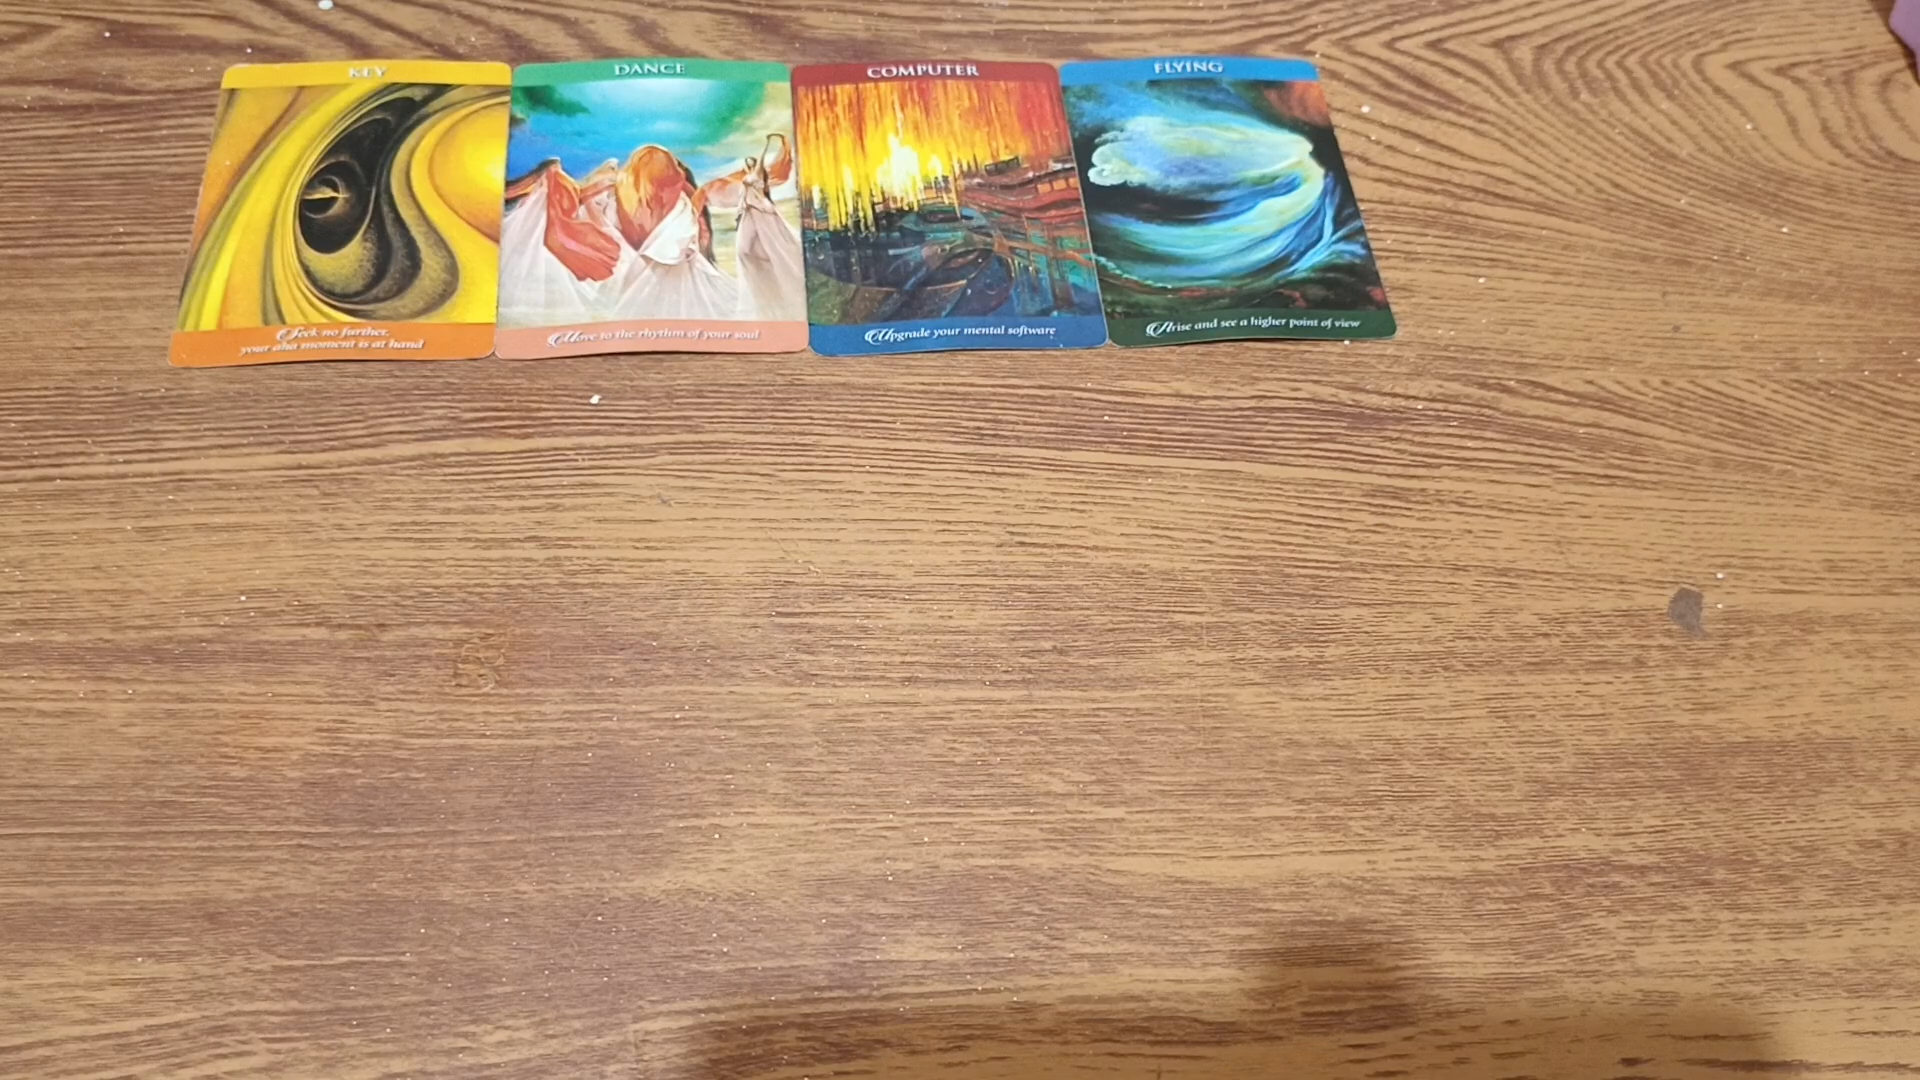 KEY
Seek no further,
your aha moment is at hand
DANCE
Move to the rhythm of your soul
COMPUTER
Upgrade your mental software
FLYING
Arise and see a higher point of view